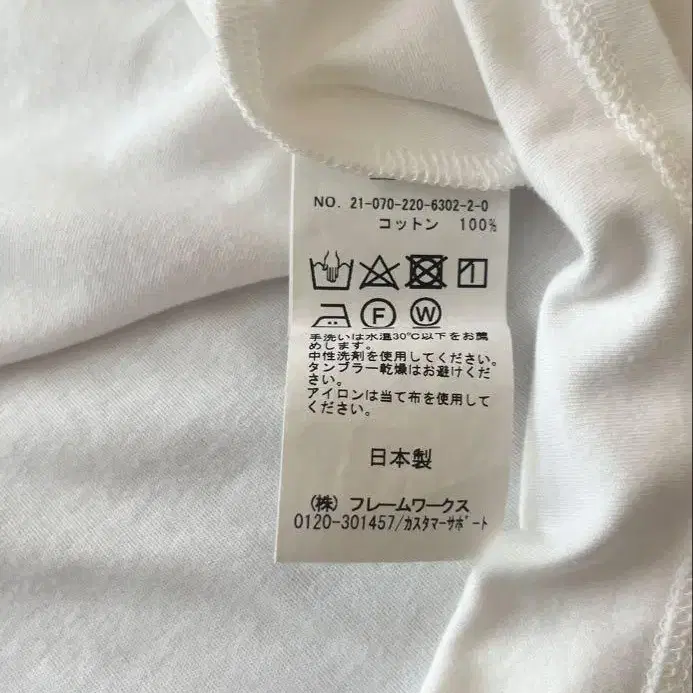 NO. 21-070-220-6302-2-0
コットン 100%
F W
手洗いは水温30℃以下をお薦
めします。
中性洗剤を使用してください。
タンブラー乾燥はお避けくだ
さい。
アイロンは当て布を使用して
ください。
日本製
(株) フレームワークス
0120-301457/カスタマーサポート